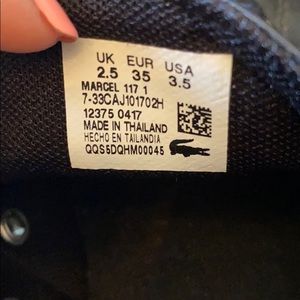 UK EUR USA
2.5 35 3.5
MARCEL 117 1
7-33CAJ101702H
12375 0417
MADE IN THAILAND
HECHO EN TAILANDIA
QQS5DQHM00045